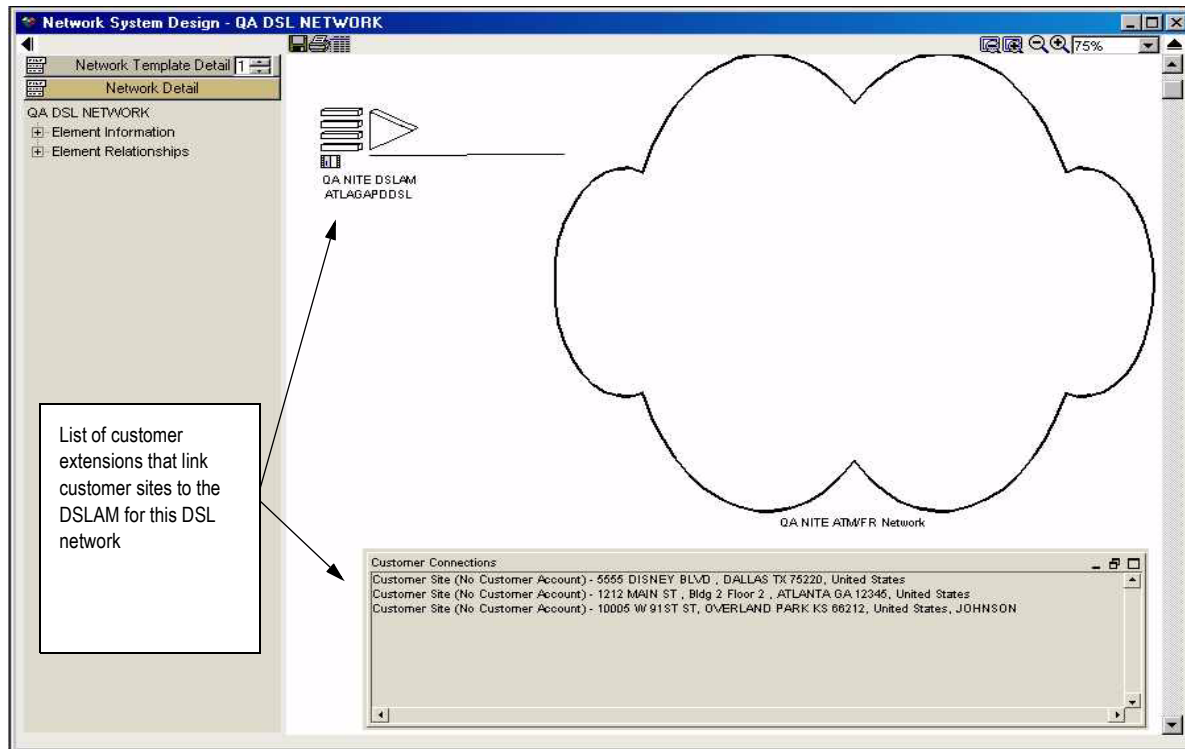 Network System Design - QA DSL NETWORK
75%
Network Template Detail 1
Network Detail
QA DSL NETWORK
Element Information
Element Relationships
QA NITE DSLAM
ATLAGAPDDSL
List of customer
extensions that link
customer sites to the
DSLAM for this DSL
network
QA NITE ATM/FR Network
Customer Connections
Customer Site (No Customer Account) - 5555 DISNEY BLVD , DALLAS TX 75220, United States
Customer Site (No Customer Account) - 1212 MAIN ST , Bldg 2 Floor 2 , ATLANTA GA 12345, United States
Customer Site (No Customer Account) - 10005 W 91ST ST, OVERLAND PARK KS 66212, United States, JOHNSON